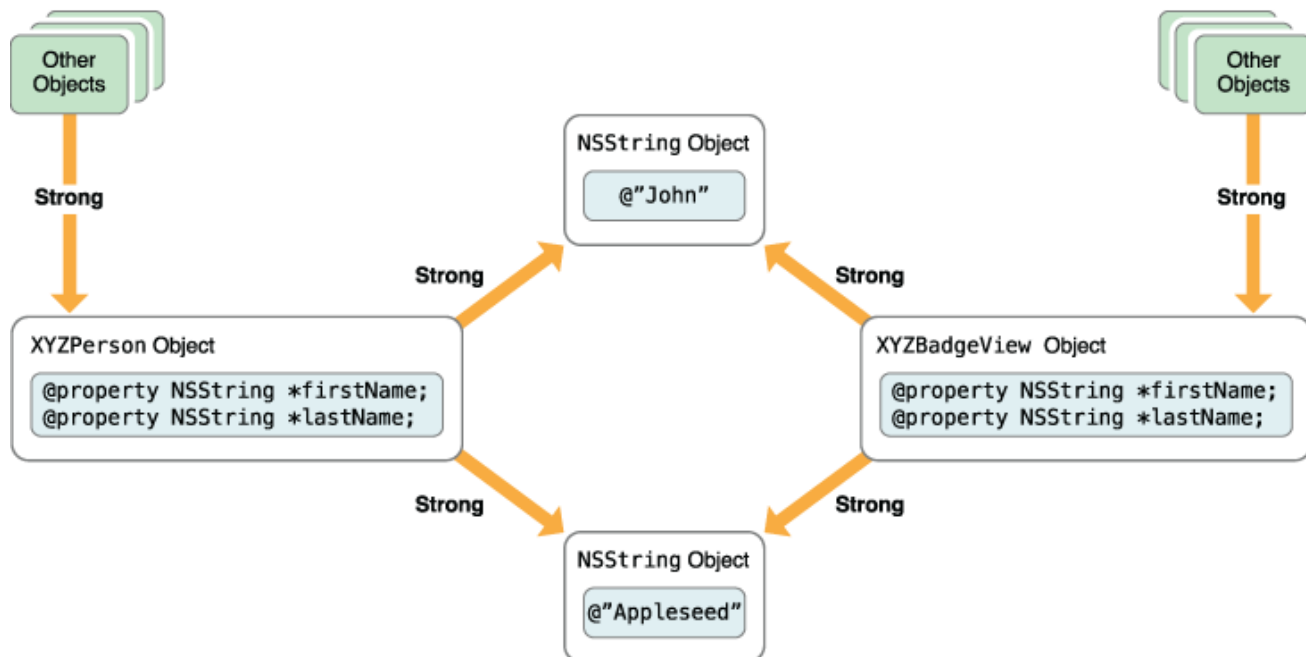 Other
Objects
Other
Objects
NSString Object
@”John”
Strong
Strong
Strong
Strong
XYZPerson Object
@property NSString *firstName;
@property NSString *lastName;
XYZBadgeView Object
@property NSString *firstName;
@property NSString *lastName;
Strong
Strong
NSString Object
@”Appleseed”